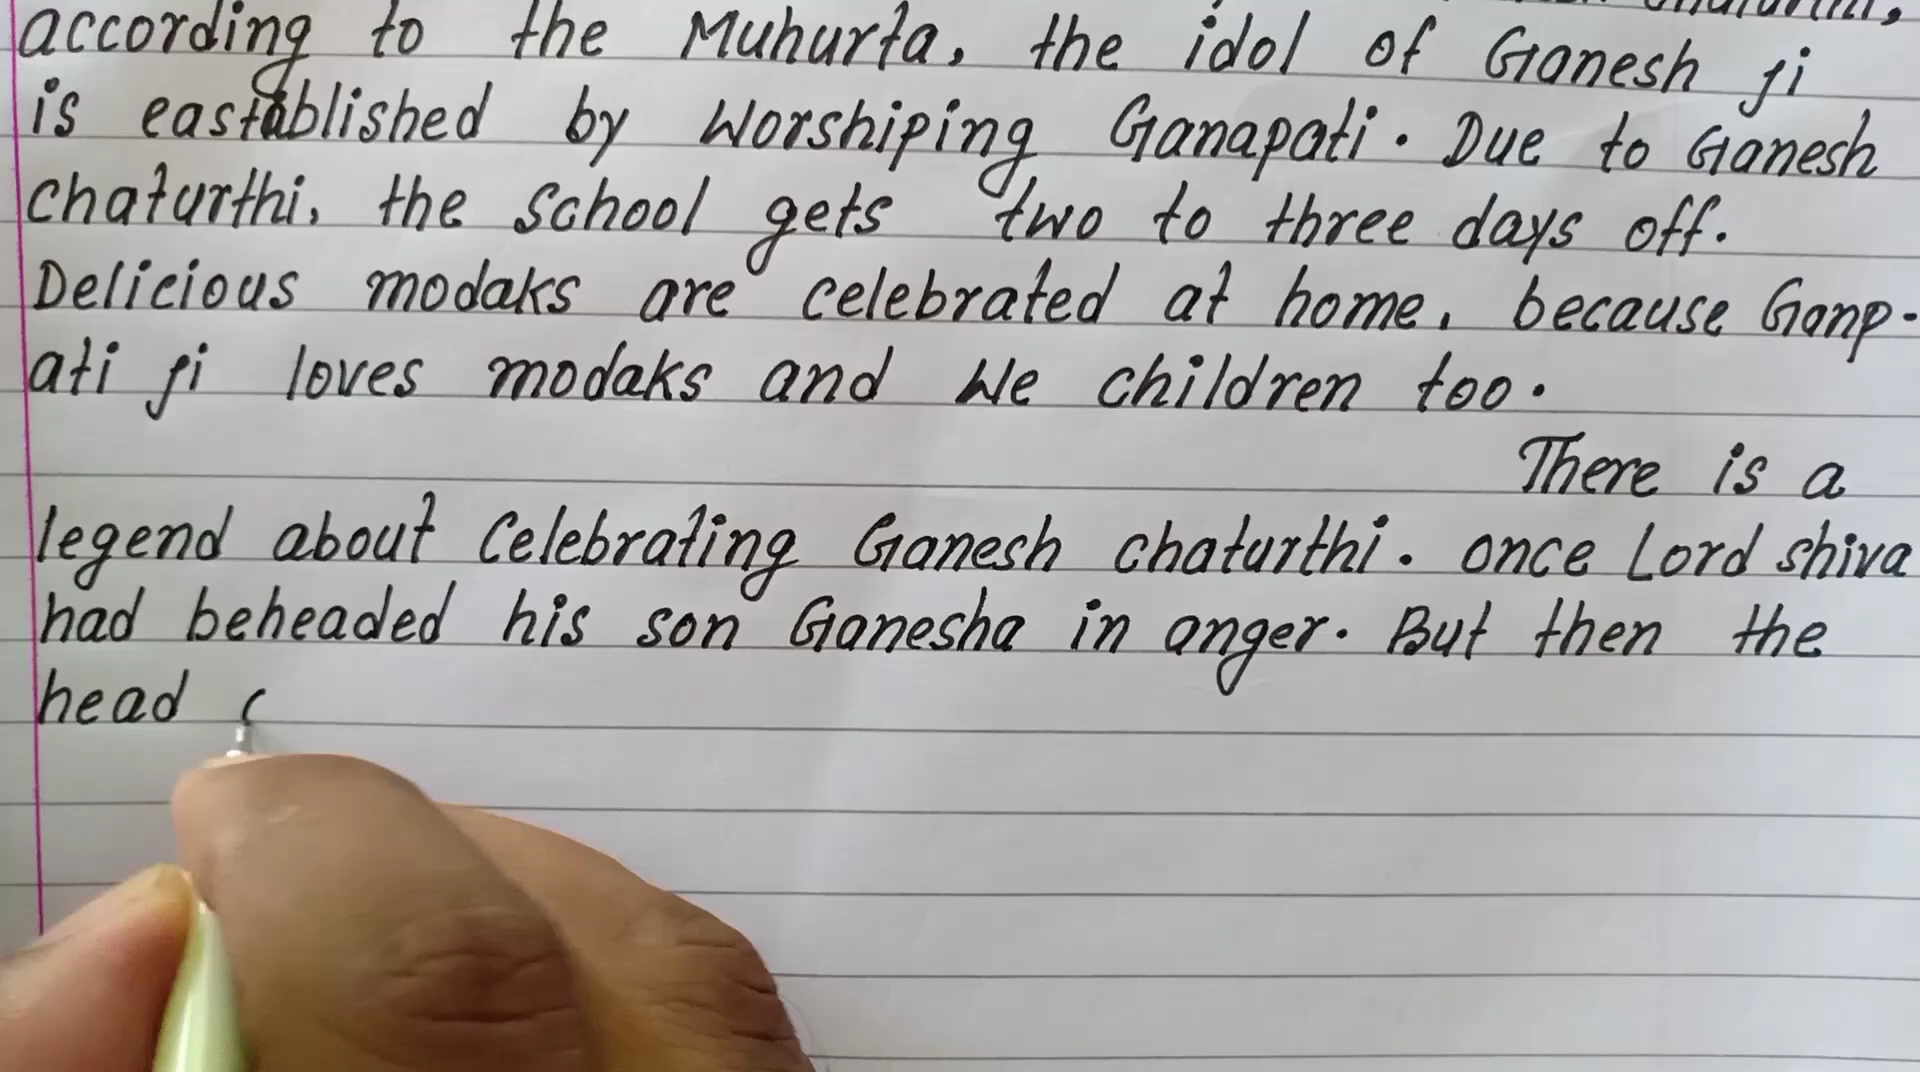 according to the Muhurta, the idol of Ganesh ji
is eastablished by Worshiping Ganapati. Due to Ganesh
chaturthi, the School gets two to three days off.
Delicious modaks are celebrated at home, because Ganp-
ati ji loves modaks and We children too.
There is a
legend about Celebrating Ganesh chaturthi. once Lord shiva
had beheaded his son Ganesha in anger. But then the
head